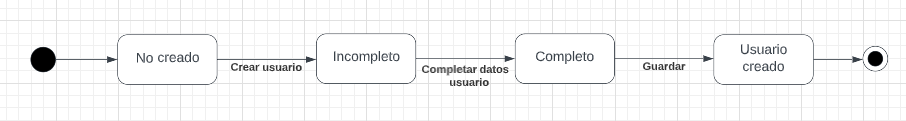 No creado
Crear usuario
Incompleto
Completar datos
usuario
Completo
Guardar
Usuario
creado